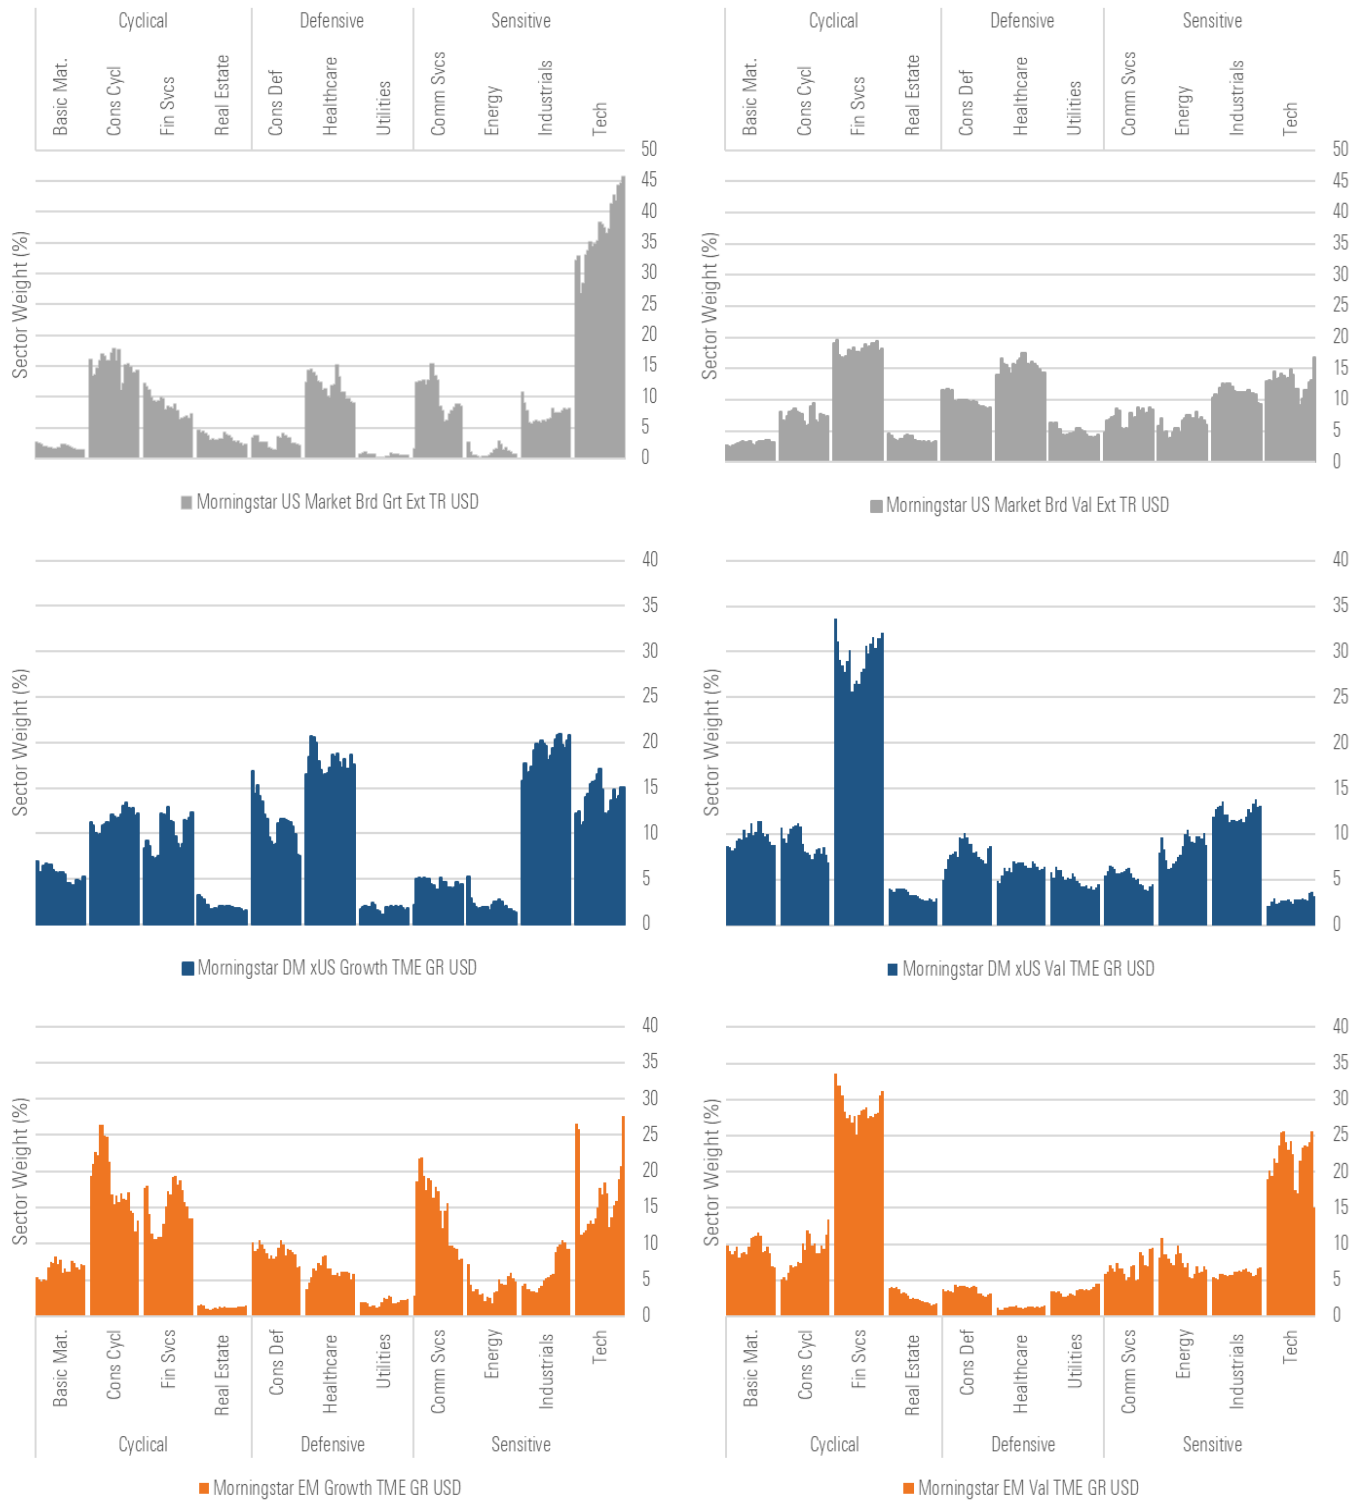 Cyclical Defensive Sensitive
Basic Mat. Cons Cycl Fin Svcs Real Estate Cons Def Healthcare Utilities Comm Svcs Energy Industrials Tech
Sector Weight (%)
50
45
40
35
30
25
20
15
10
5
0
Morningstar US Market Brd Grt Ext TR USD
Cyclical Defensive Sensitive
Basic Mat. Cons Cycl Fin Svcs Real Estate Cons Def Healthcare Utilities Comm Svcs Energy Industrials Tech
Sector Weight (%)
50
45
40
35
30
25
20
15
10
5
0
Morningstar US Market Brd Val Ext TR USD
Sector Weight (%)
40
35
30
25
20
15
10
5
0
Morningstar DM xUS Growth TME GR USD
Sector Weight (%)
40
35
30
25
20
15
10
5
0
Morningstar DM xUS Val TME GR USD
Sector Weight (%)
40
35
30
25
20
15
10
5
0
Basic Mat. Cons Cycl Fin Svcs Real Estate Cons Def Healthcare Utilities Comm Svcs Energy Industrials Tech
Cyclical Defensive Sensitive
Morningstar EM Growth TME GR USD
Sector Weight (%)
40
35
30
25
20
15
10
5
0
Basic Mat. Cons Cycl Fin Svcs Real Estate Cons Def Healthcare Utilities Comm Svcs Energy Industrials Tech
Cyclical Defensive Sensitive
Morningstar EM Val TME GR USD